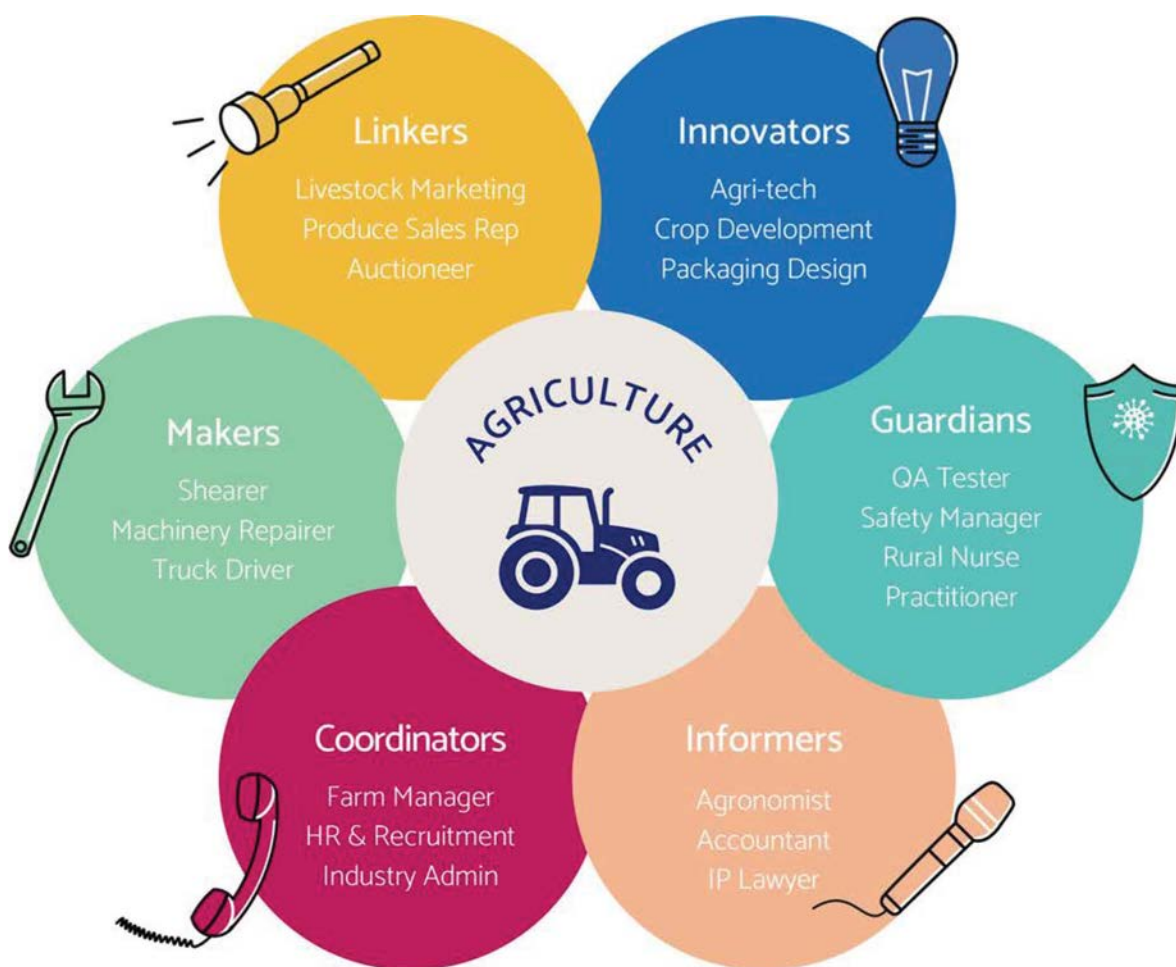 Linkers
Livestock Marketing
Produce Sales Rep
Auctioneer
Innovators
Agri-tech
Crop Development
Packaging Design
Makers
Shearer
Machinery Repairer
Truck Driver
AGRICULTURE
Guardians
QA Tester
Safety Manager
Rural Nurse
Practitioner
Coordinators
Farm Manager
HR & Recruitment
Industry Admin
Informers
Agronomist
Accountant
IP Lawyer